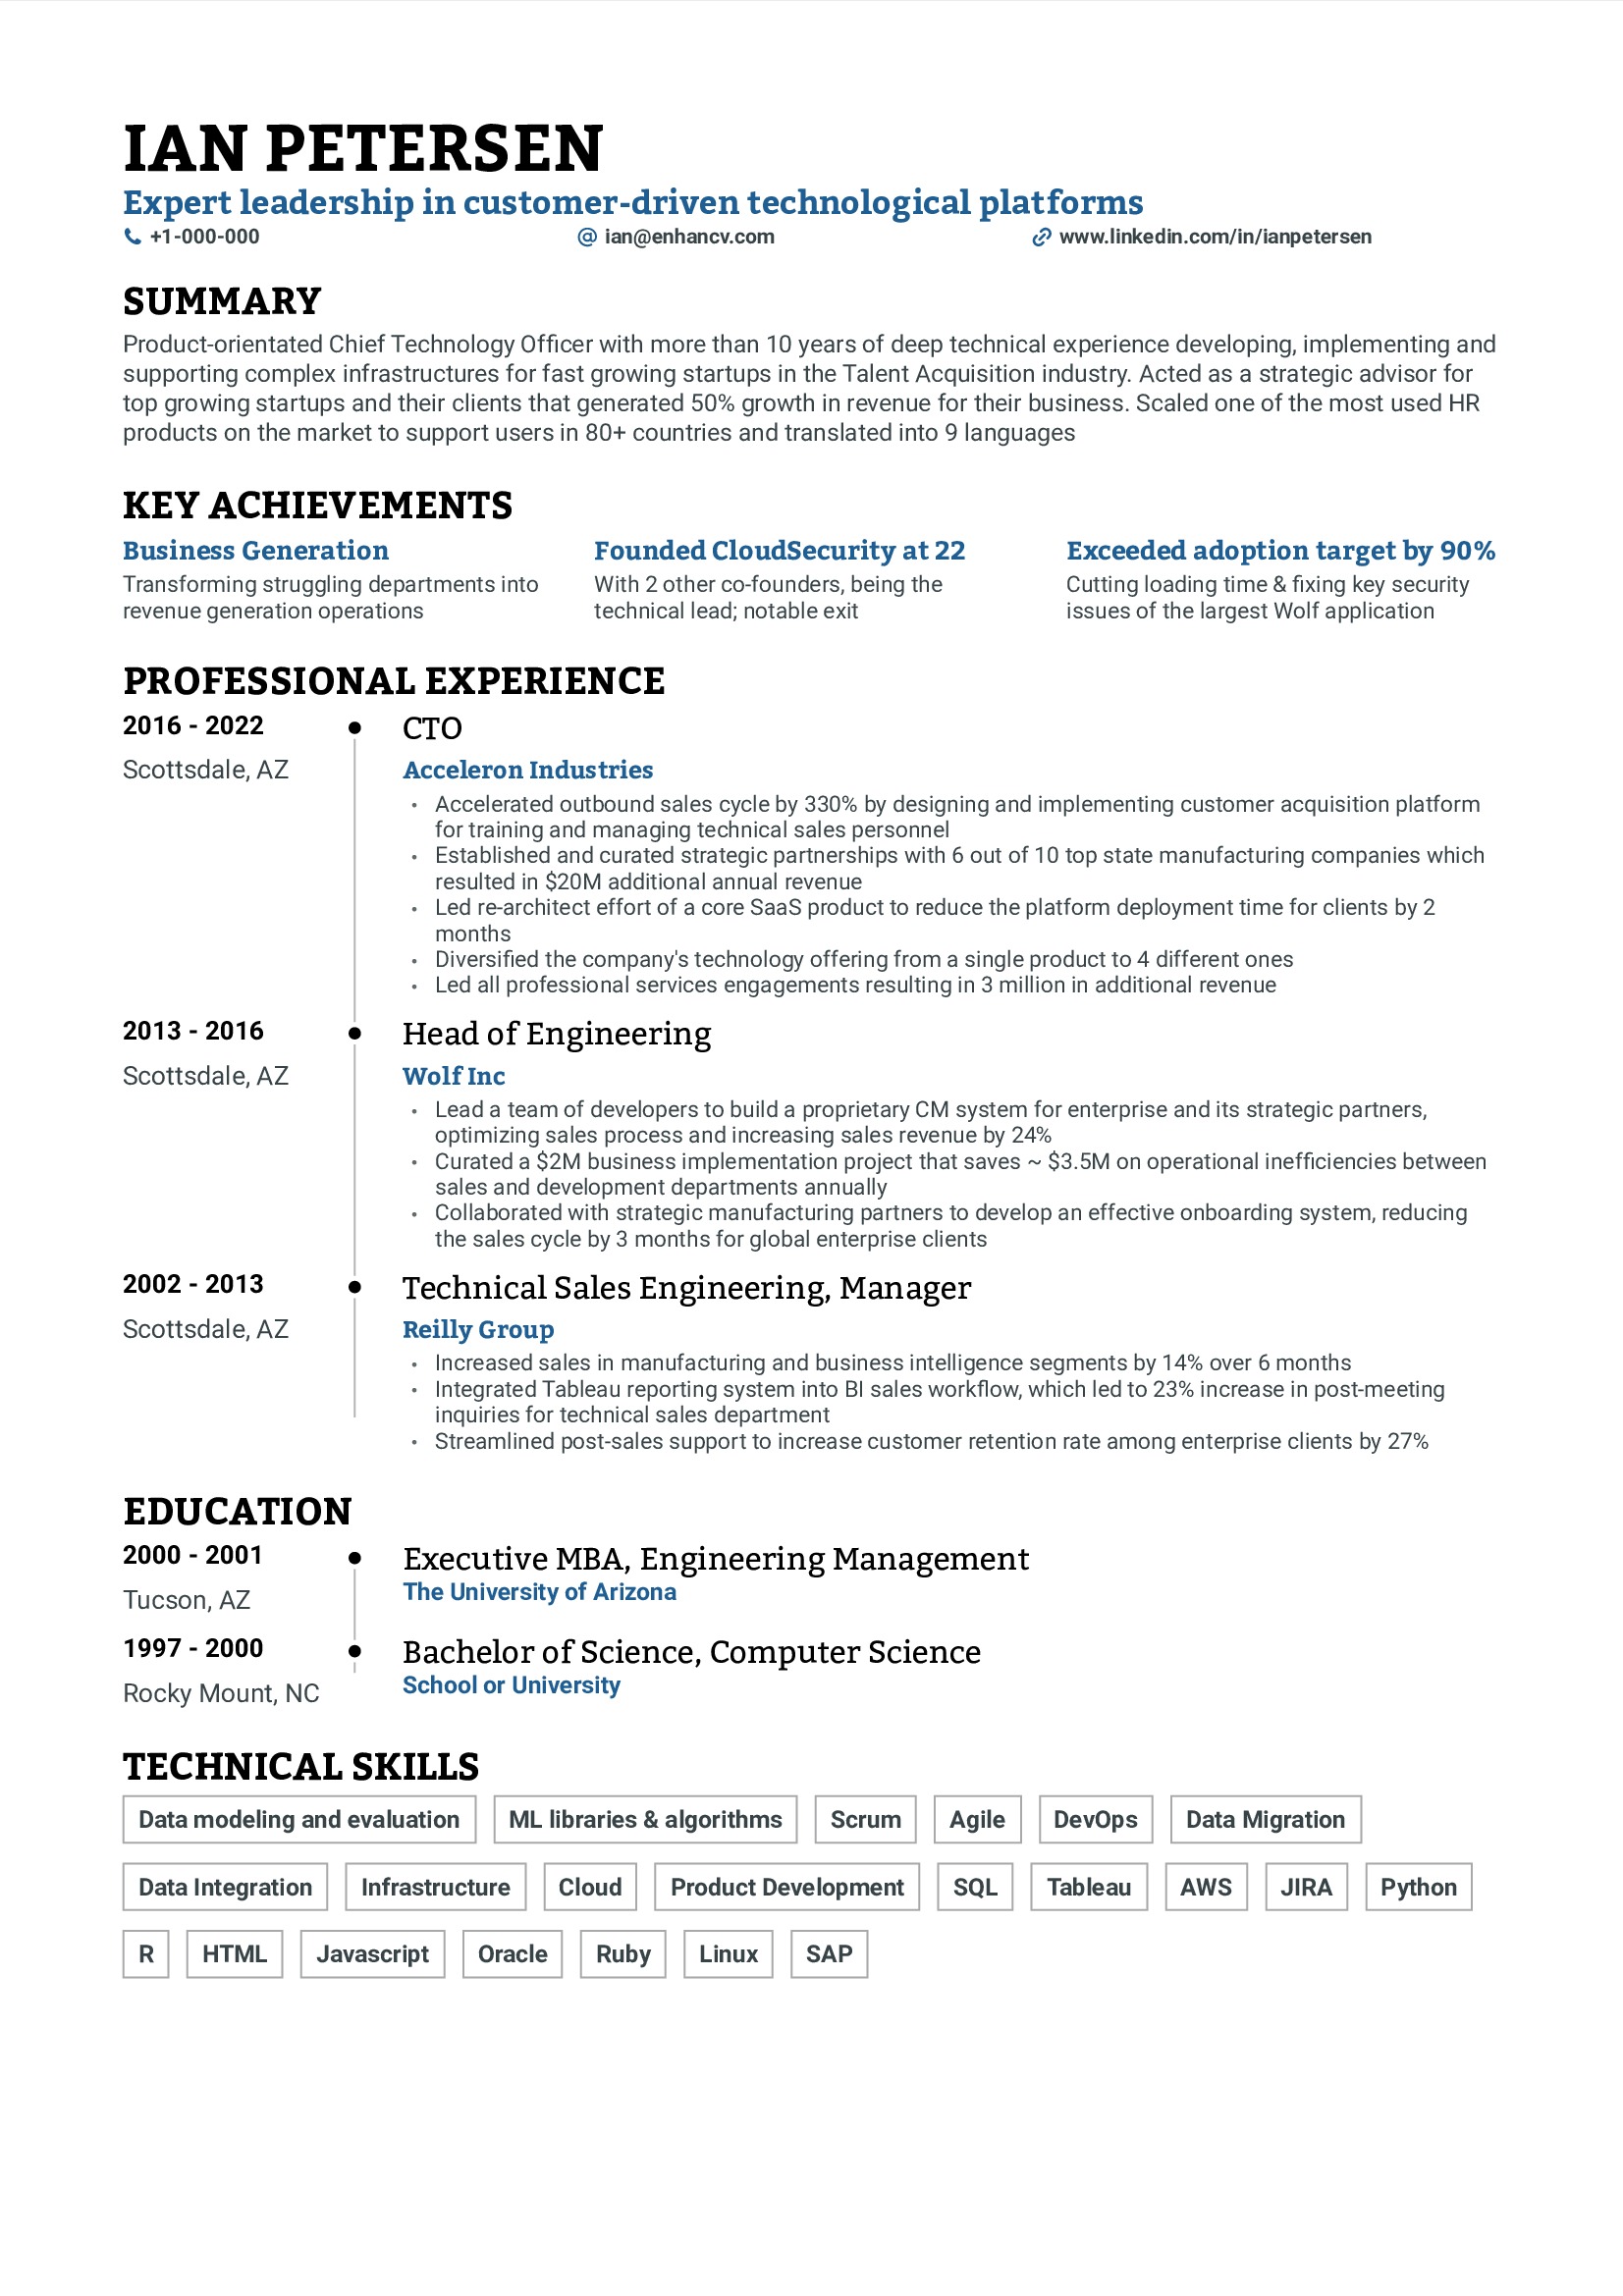 IAN PETERSEN
Expert leadership in customer-driven technological platforms
+1-000-000
ian@enhancv.com
www.linkedin.com/in/ianpetersen
SUMMARY
Product-orientated Chief Technology Officer with more than 10 years of deep technical experience developing, implementing and
supporting complex infrastructures for fast growing startups in the Talent Acquisition industry. Acted as a strategic advisor for
top growing startups and their clients that generated 50% growth in revenue for their business. Scaled one of the most used HR
products on the market to support users in 80+ countries and translated into 9 languages
KEY ACHIEVEMENTS
Business Generation
Transforming struggling departments into
revenue generation operations
Founded CloudSecurity at 22
With 2 other co-founders, being the
technical lead; notable exit
Exceeded adoption target by 90%
Cutting loading time & fixing key security
issues of the largest Wolf application
PROFESSIONAL EXPERIENCE
2016 - 2022
Scottsdale, AZ
CTO
Acceleron Industries
• Accelerated outbound sales cycle by 330% by designing and implementing customer acquisition platform
for training and managing technical sales personnel
• Established and curated strategic partnerships with 6 out of 10 top state manufacturing companies which
resulted in $20M additional annual revenue
• Led re-architect effort of a core SaaS product to reduce the platform deployment time for clients by 2
months
• Diversified the company's technology offering from a single product to 4 different ones
• Led all professional services engagements resulting in 3 million in additional revenue
2013 - 2016
Scottsdale, AZ
Head of Engineering
Wolf Inc
• Lead a team of developers to build a proprietary CM system for enterprise and its strategic partners,
optimizing sales process and increasing sales revenue by 24%
• Curated a $2M business implementation project that saves ~ $3.5M on operational inefficiencies between
sales and development departments annually
• Collaborated with strategic manufacturing partners to develop an effective onboarding system, reducing
the sales cycle by 3 months for global enterprise clients
2002 - 2013
Scottsdale, AZ
Technical Sales Engineering, Manager
Reilly Group
• Increased sales in manufacturing and business intelligence segments by 14% over 6 months
• Integrated Tableau reporting system into BI sales workflow, which led to 23% increase in post-meeting
inquiries for technical sales department
• Streamlined post-sales support to increase customer retention rate among enterprise clients by 27%
EDUCATION
2000 - 2001
Tucson, AZ
Executive MBA, Engineering Management
The University of Arizona
1997 - 2000
Rocky Mount, NC
Bachelor of Science, Computer Science
School or University
TECHNICAL SKILLS
Data modeling and evaluation ML libraries & algorithms Scrum Agile DevOps Data Migration
Data Integration Infrastructure Cloud Product Development SQL Tableau AWS JIRA Python
R HTML Javascript Oracle Ruby Linux SAP